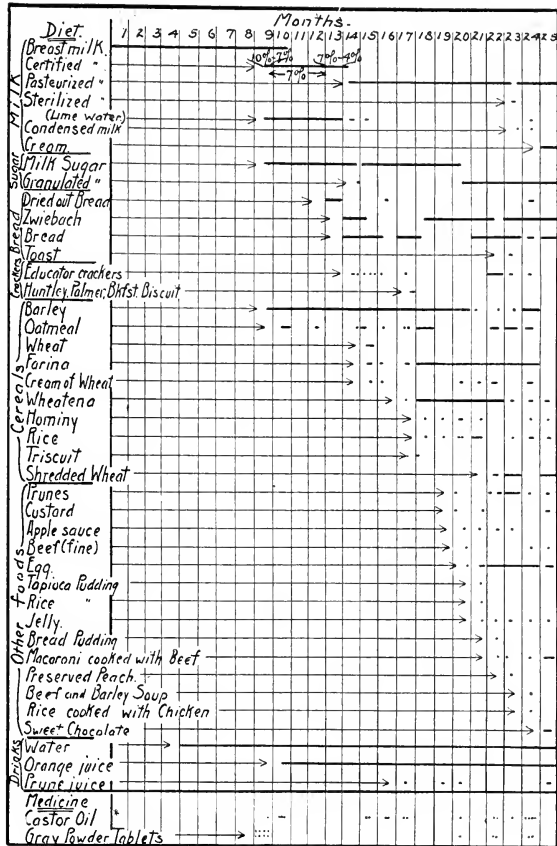 Months-
Diet. 1 2 3 4 5 6 7 8 9 10 11 12 13 14 15 16 17 18 19 20 21 22 23 24 25
Milk
Breast milk.
Certified " 10%-7% 7%-4%
Pasteurized " 7%
Sterilized "
(Lime water)
Condensed milk
Cream
Sugar
Milk Sugar
Granulated "
Bread
Dried out Bread
Zwiebach
Bread
Toast
Crackers
Educator crackers
Huntley, Palmer, Bkfst. Biscuit
Cereals
Barley
Oatmeal
Wheat
Farina
Cream of Wheat
Wheatena
Hominy
Rice
Triscuit
Shredded Wheat
Other foods
Prunes
Custard
Apple sauce
Beef (fine)
Egg.
Tapiuca Pudding
Rice "
Jelly.
Bread Pudding
Macaroni cooked with Beef
Preserved Peach.
Beef and Barley Soup
Rice cooked with Chicken
Sweet Chocolate
Drinks
Water
Orange juice
Prune juice
Medicine
Castor Oil
Gray Powder Tablets